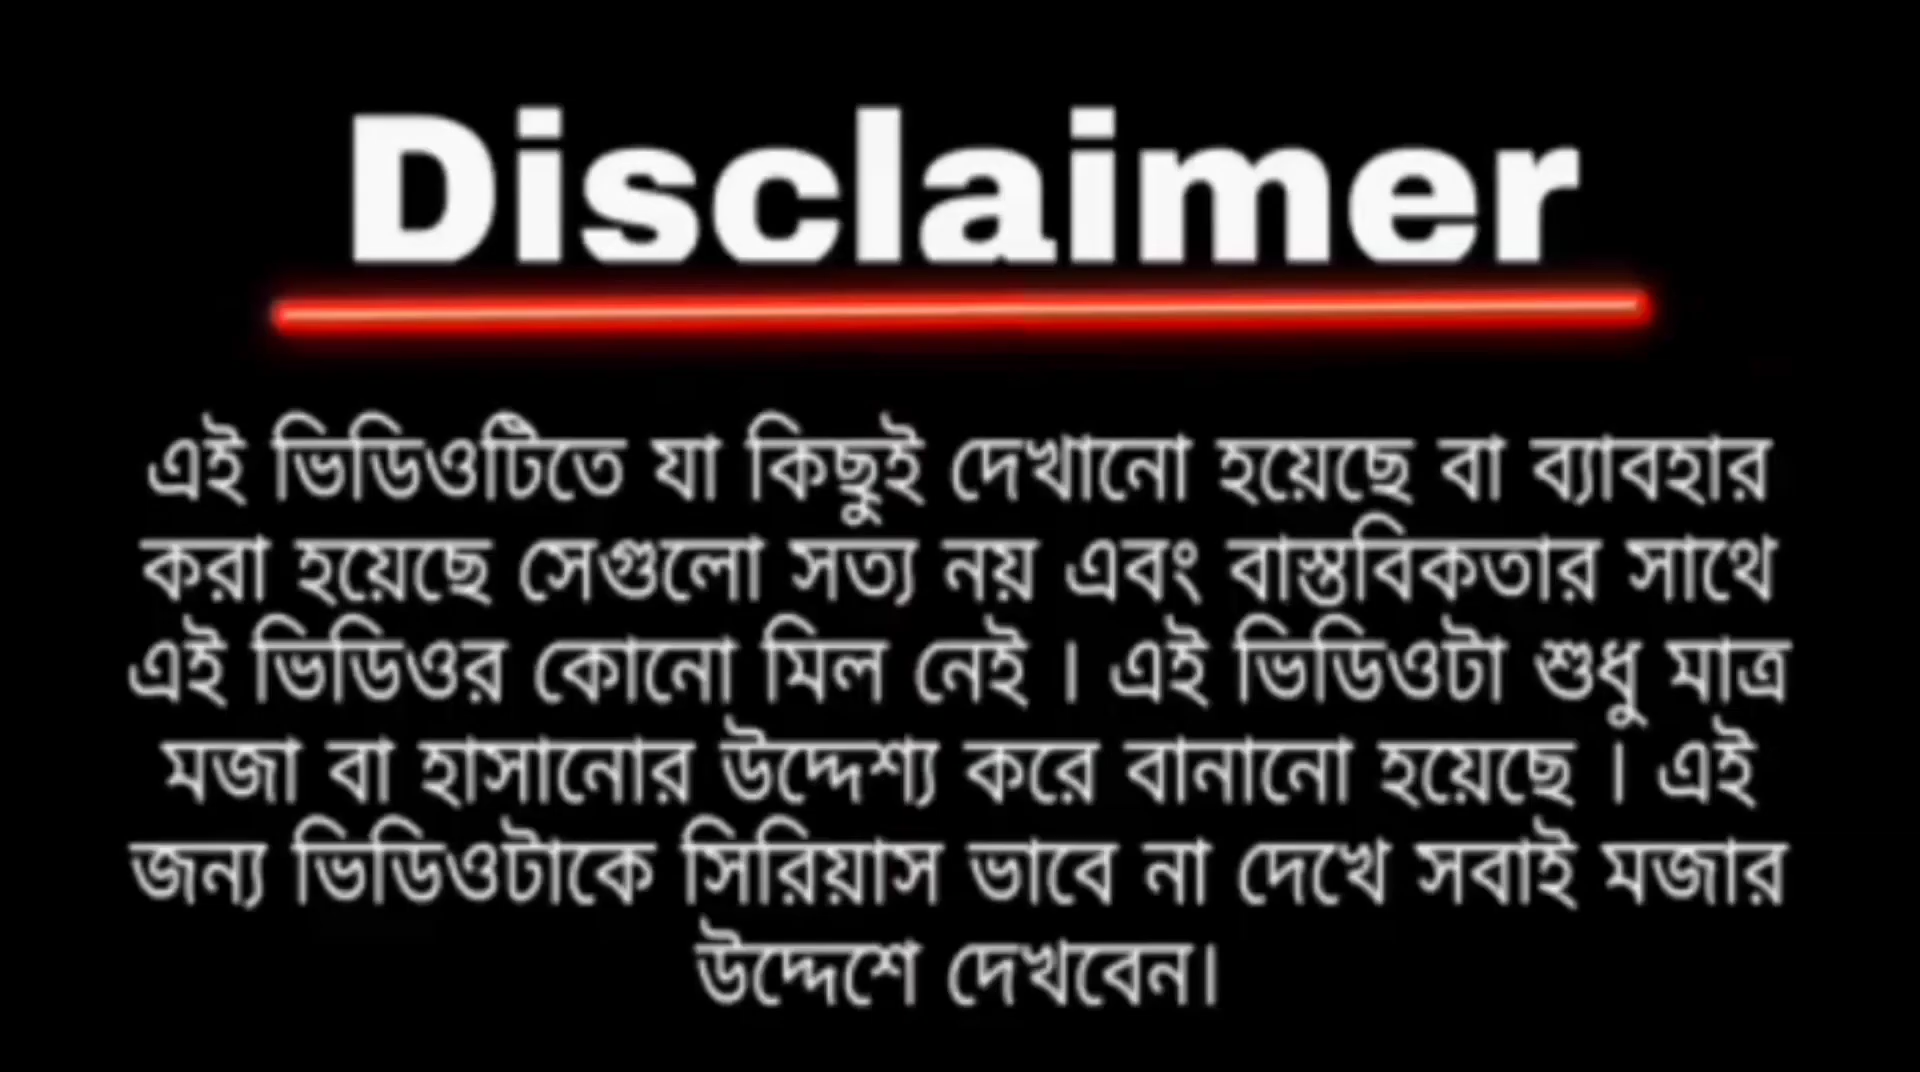 Disclaimer
এই ভিডিওটিতে যা কিছুই দেখানো হয়েছে বা ব্যাবহার
করা হয়েছে সেগুলো সত্য নয় এবং বাস্তবিকতার সাথে
এই ভিডিওর কোনো মিল নেই । এই ভিডিওটা শুধু মাত্র
মজা বা হাসানোর উদ্দেশ্য করে বানানো হয়েছে । এই
জন্য ভিডিওটাকে সিরিয়াস ভাবে না দেখে সবাই মজার
উদ্দেশে দেখবেন।